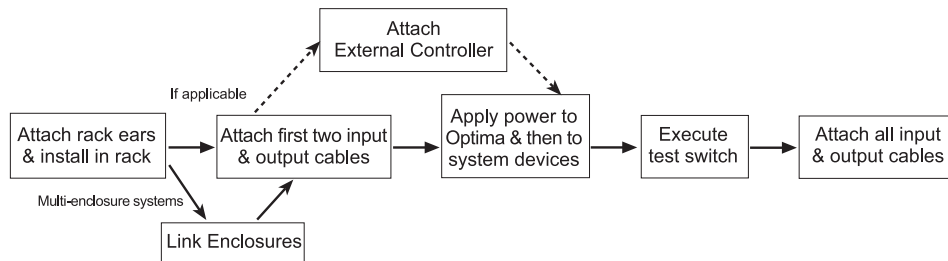 Attach
External Controller
If applicable
Attach rack ears
& install in rack
Attach first two input
& output cables
Apply power to
Optima & then to
system devices
Execute
test switch
Attach all input
& output cables
Multi-enclosure systems
Link Enclosures